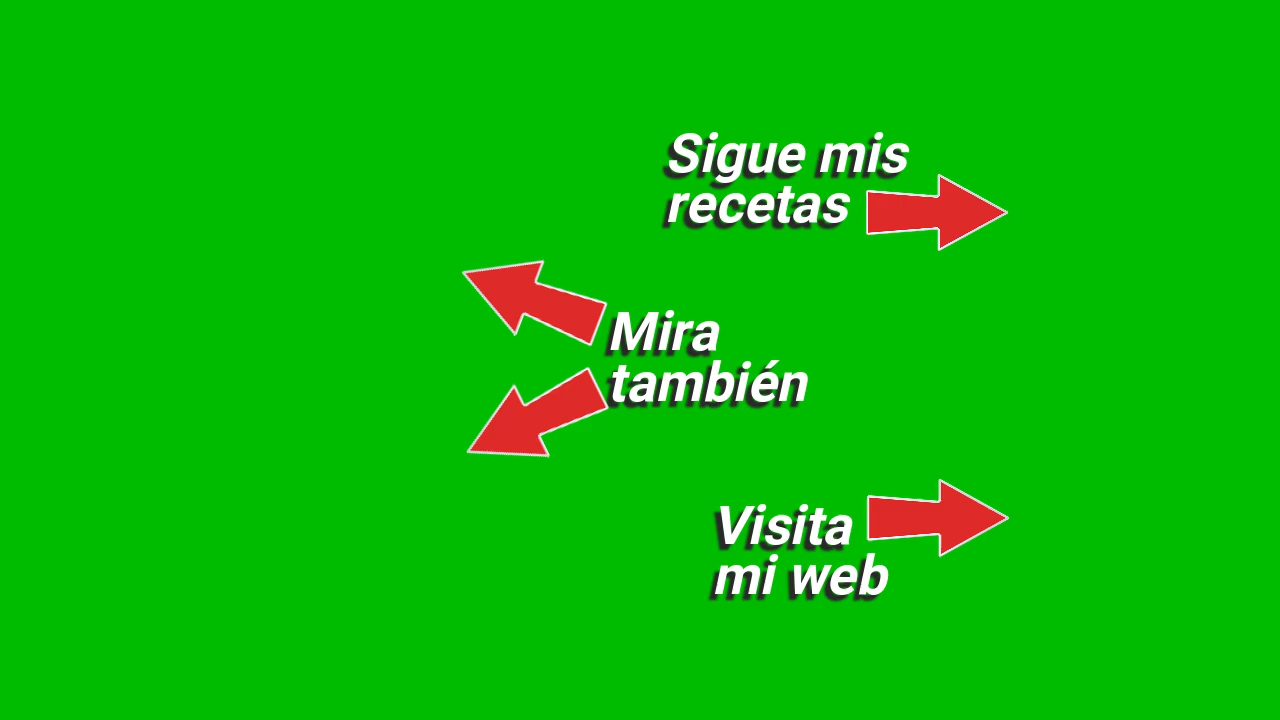 Sigue mis
recetas
Mira
también
Visita
mi web